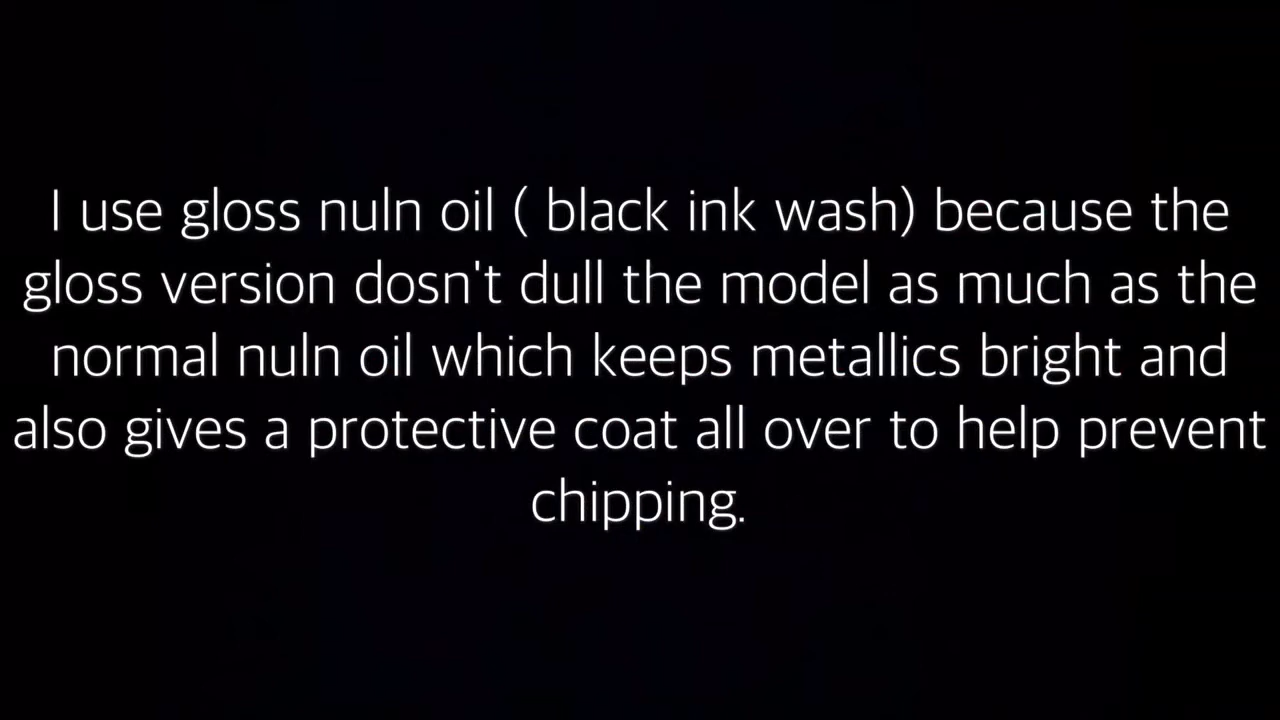 I use gloss nuln oil ( black ink wash) because the
gloss version dosn't dull the model as much as the
normal nuln oil which keeps metallics bright and
also gives a protective coat all over to help prevent
chipping.